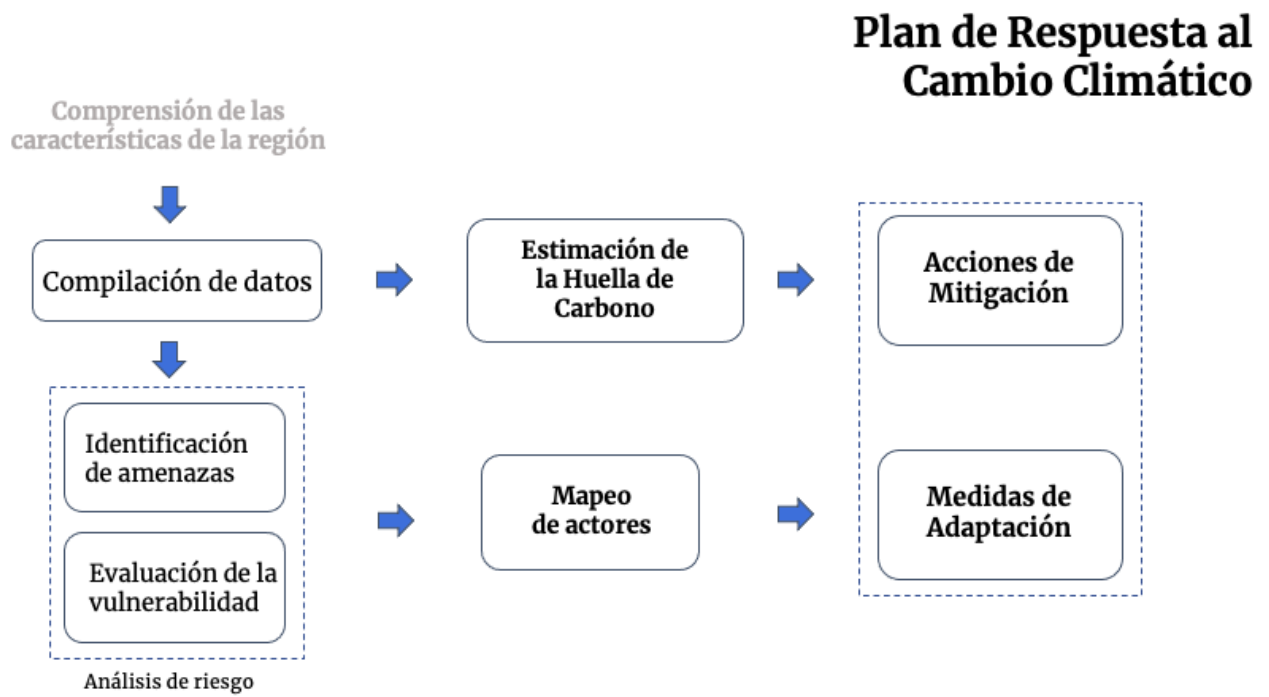 Plan de Respuesta al
Cambio Climático
Comprensión de las
características de la región
Compilación de datos
Estimación de
la Huella de
Carbono
Acciones de
Mitigación
Identificación
de amenazas
Evaluación de la
vulnerabilidad
Análisis de riesgo
Mapeo
de actores
Medidas de
Adaptación